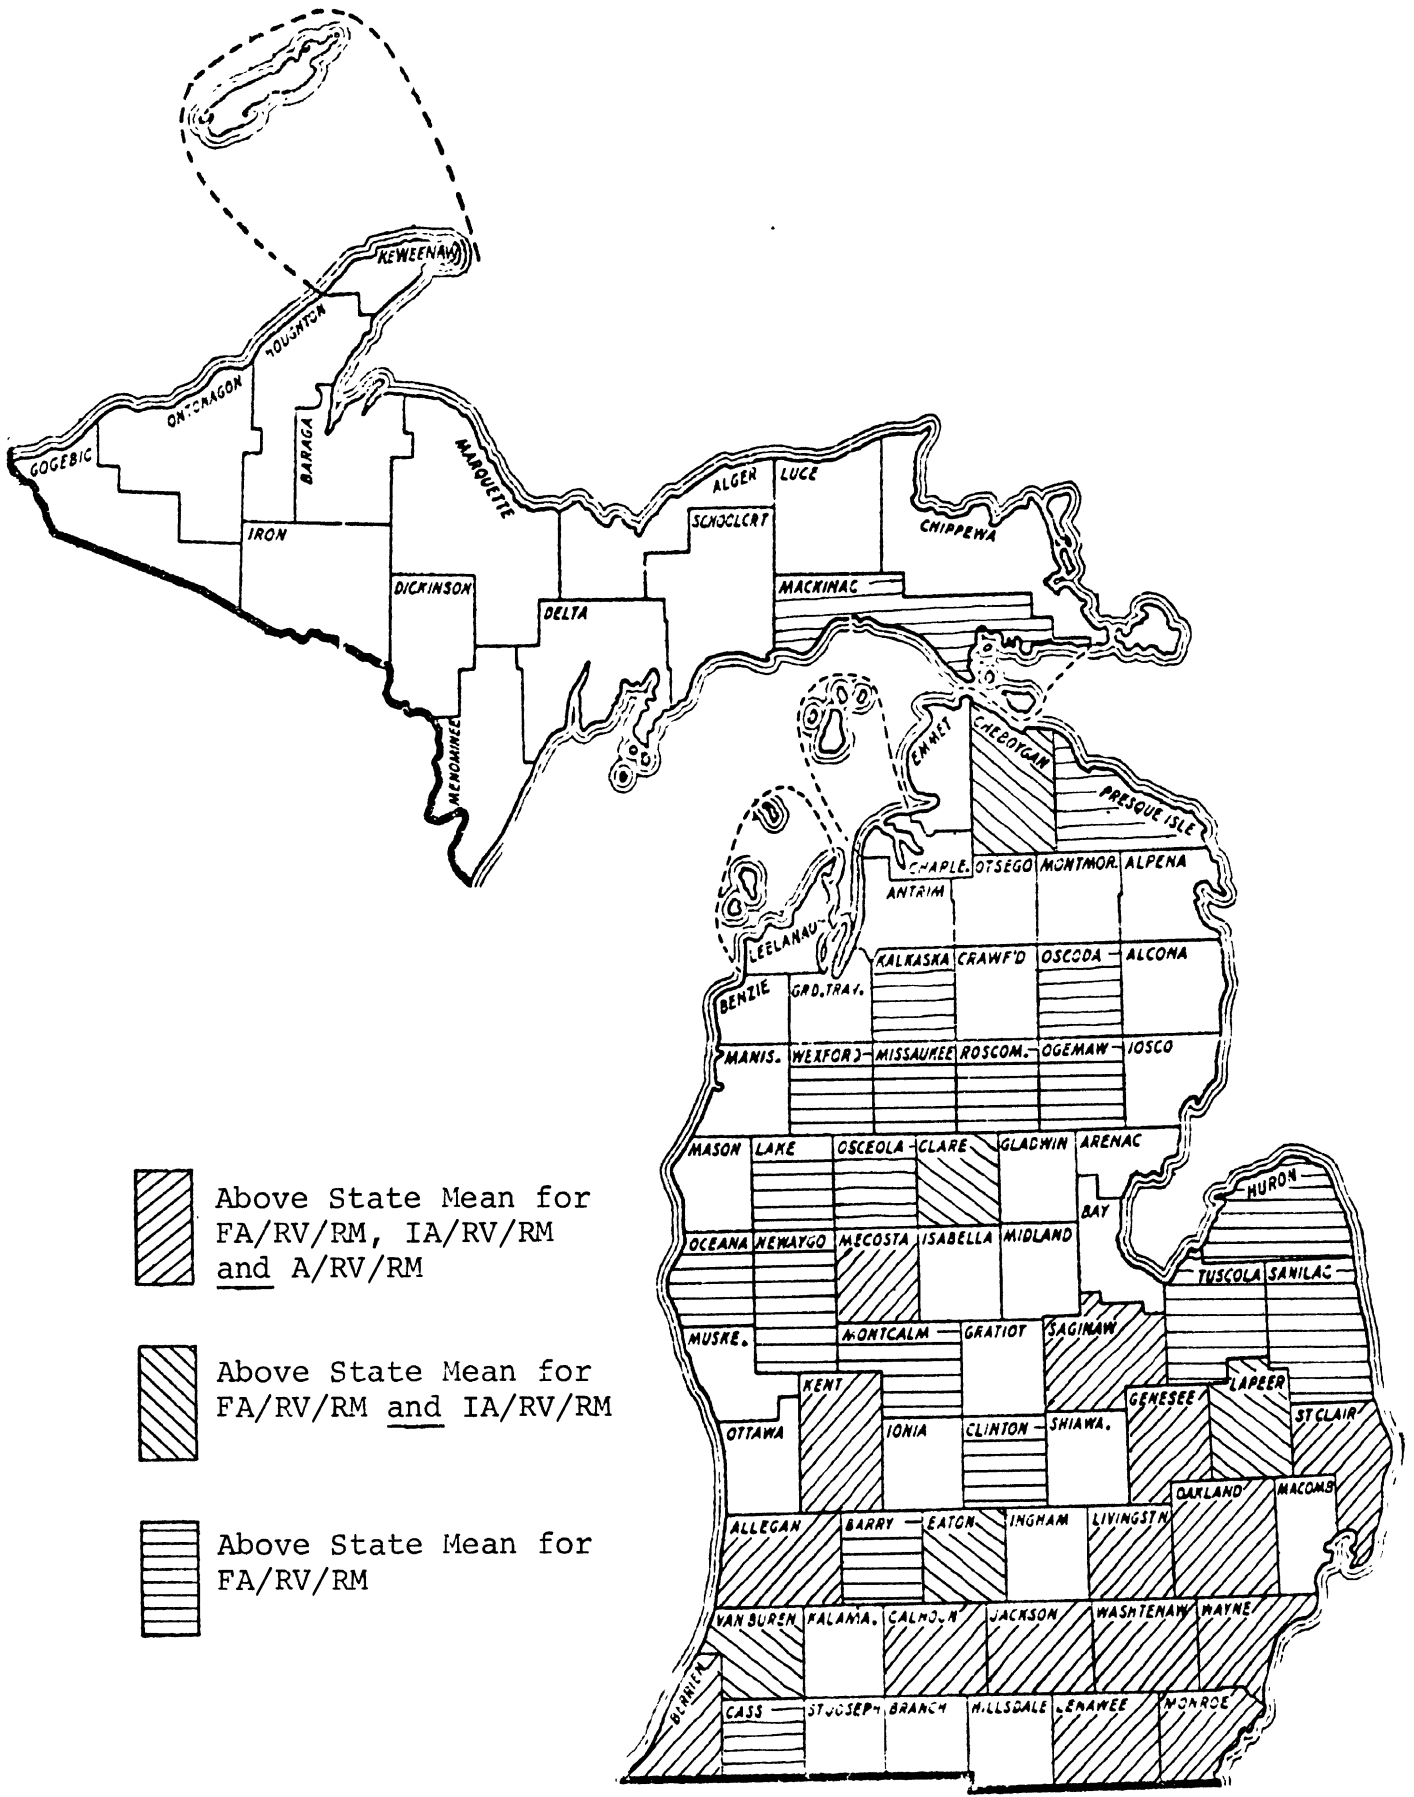 KEWEENAW
HOUGHTON
ONTONAGON
GOGEBIC
BARAGA
MARQUETTE
ALGER
LUCE
SCHOOLCRT
CHIPPEWA
IRON
DICKINSON
DELTA
MACKINAC
MENOMINEE
EMMET
CHEBOYGAN
PRESQUE ISLE
CHARLE. OTSEGO MONTMOR. ALPENA
ANTRIM
LEELANAU
KALKASKA CRAWF'D OSCODA ALCONA
BENZIE GRD.TRAV.
MANIS. WEXFORD MISSAUKEE ROSCOM. OGEMAW IOSCO
MASON LAKE OSCEOLA CLARE GLADWIN ARENAC
HURON
BAY
OCEANA NEWAYGO MECOSTA ISABELLA MIDLAND
TUSCOLA SANILAC
MUSKE. MONTCALM GRATIOT SAGINAW
KENT GENESEE LAPEER
ST CLAIR
OTTAWA IONIA CLINTON SHIAWA.
OAKLAND MACOMB
ALLEGAN BARRY EATON INGHAM LIVINGSTN
VAN BUREN KALAMA. CALHOUN JACKSON WASHTENAW WAYNE
BERRIEN
CASS ST JOSEPH BRANCH HILLSDALE LENAWEE MONROE
Above State Mean for
FA/RV/RM, IA/RV/RM
and A/RV/RM
Above State Mean for
FA/RV/RM and IA/RV/RM
Above State Mean for
FA/RV/RM